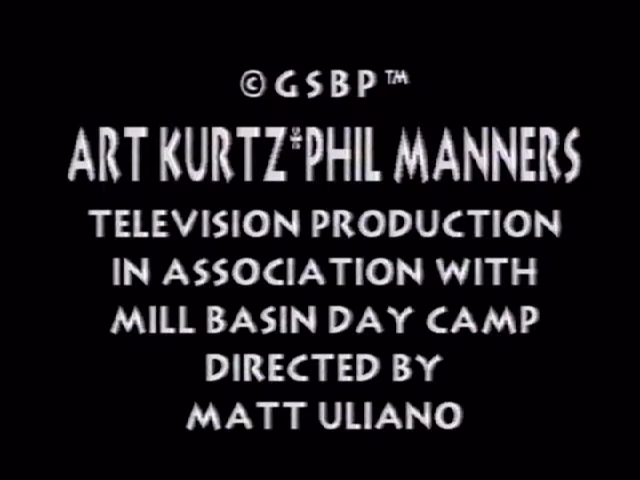 © GSBP™
ART KURTZ PHIL MANNERS
TELEVISION PRODUCTION
IN ASSOCIATION WITH
MILL BASIN DAY CAMP
DIRECTED BY
MATT ULIANO